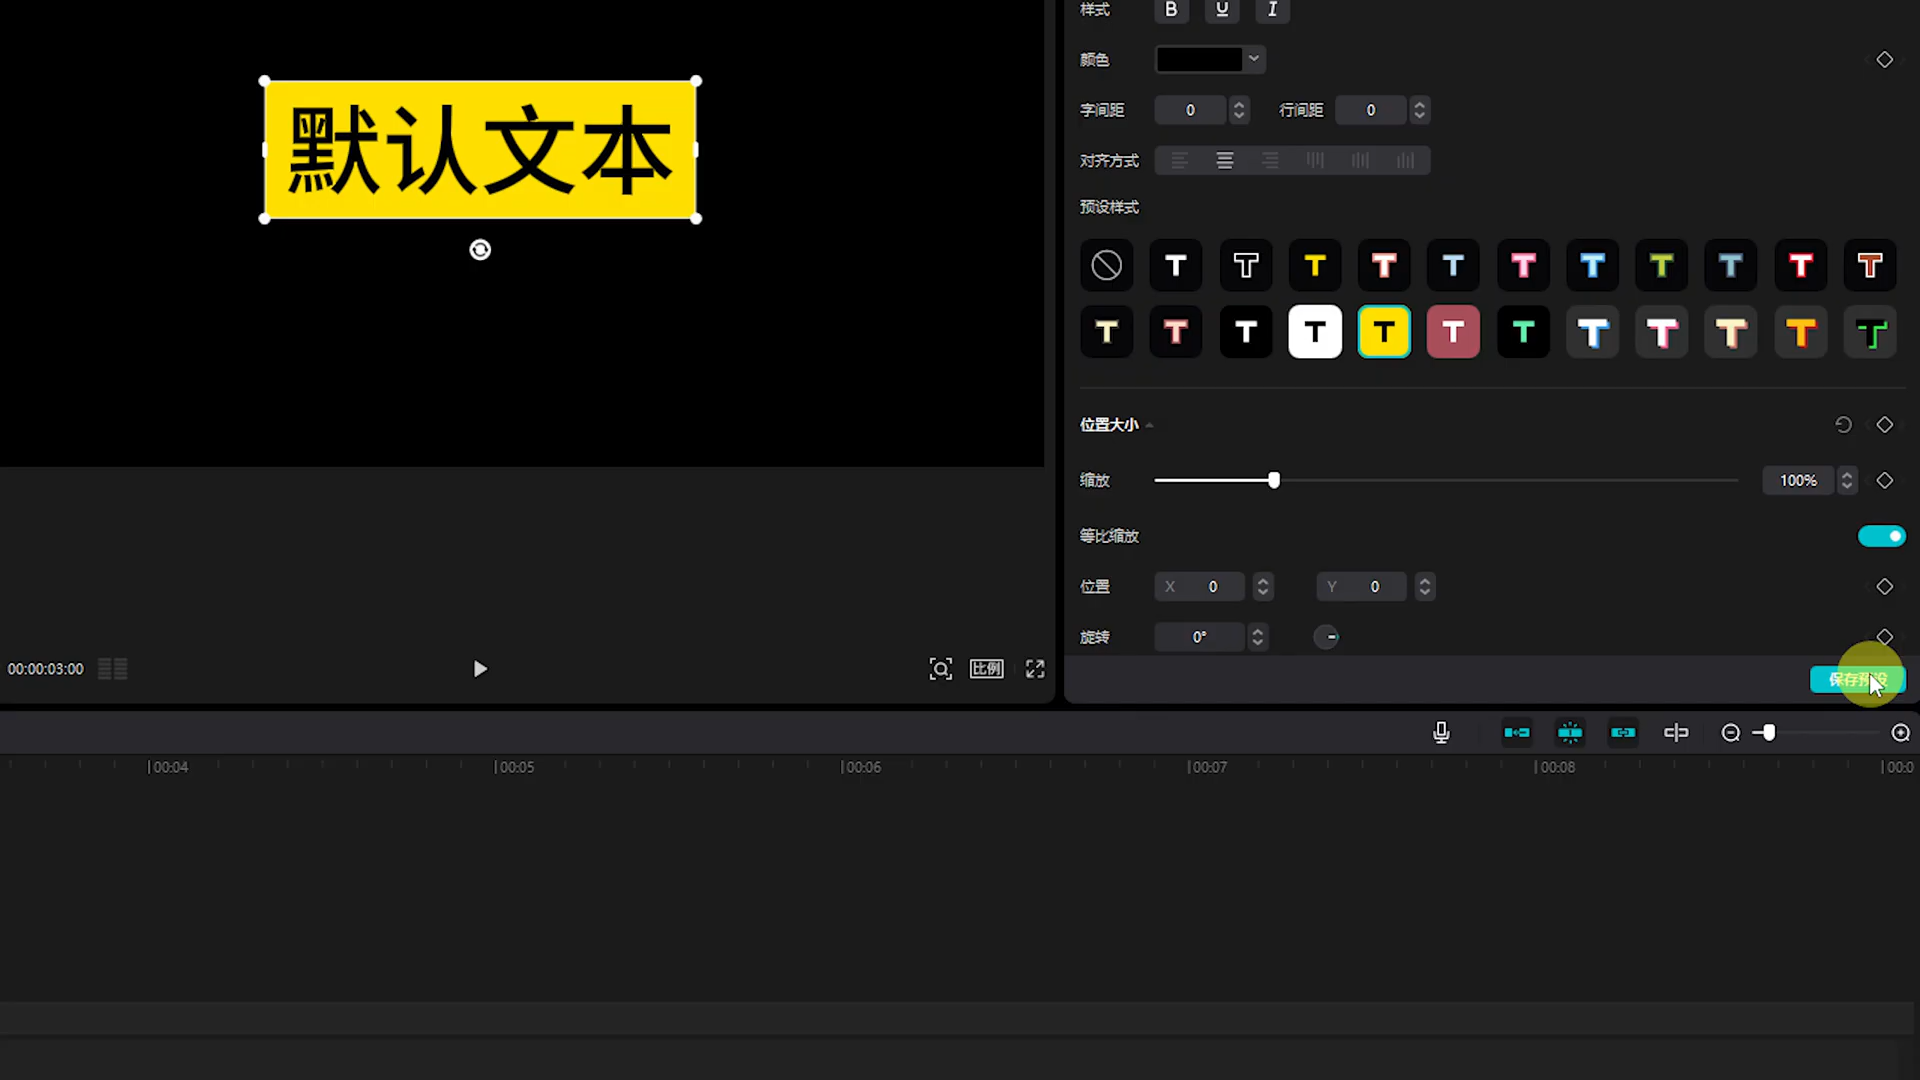 默认文本
00:00:03:00
比例
样式 B U I
颜色
字间距 0 行间距 0
对齐方式
预设样式
T T T T T T T T T T T
T T T T T T T T T T T T
位置大小
缩放 100%
等比缩放
位置 X 0 Y 0
旋转 0°
保存预设
00:04 00:05 00:06 00:07 00:08 00:0